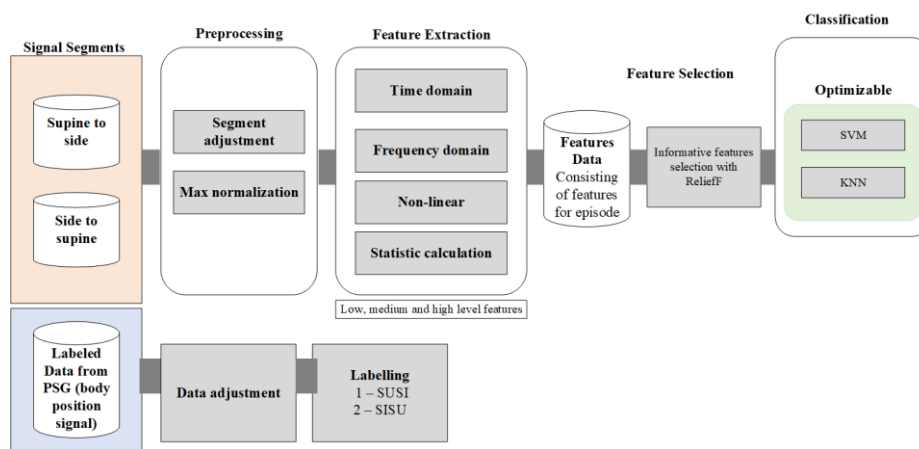 Signal Segments
Supine to
side
Side to
supine
Preprocessing
Segment
adjustment
Max normalization
Feature Extraction
Time domain
Frequency domain
Non-linear
Statistic calculation
Low, medium and high level features
Features
Data
Consisting
of features
for episode
Feature Selection
Informative features
selection with
ReliefF
Classification
Optimizable
SVM
KNN
Labeled
Data from
PSG (body
position
signal)
Data adjustment
Labelling
1 – SUSI
2 – SISU